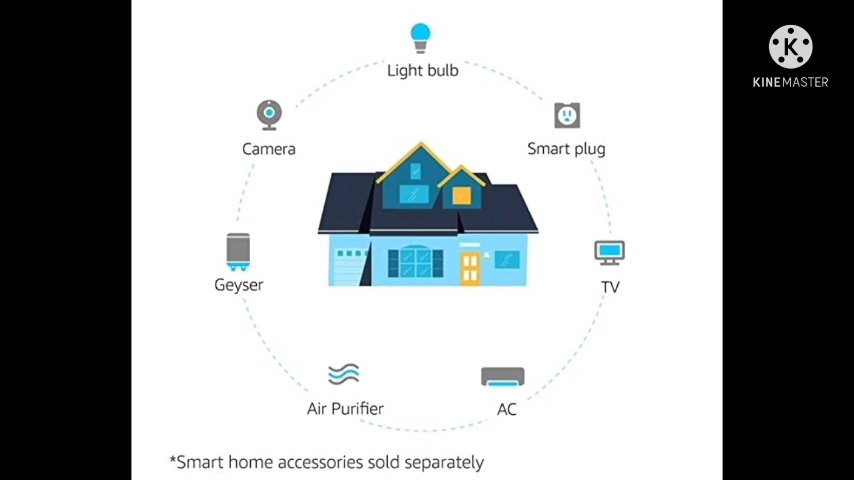 Light bulb
K
KINEMASTER
Camera
Smart plug
Geyser
TV
Air Purifier
AC
*Smart home accessories sold separately